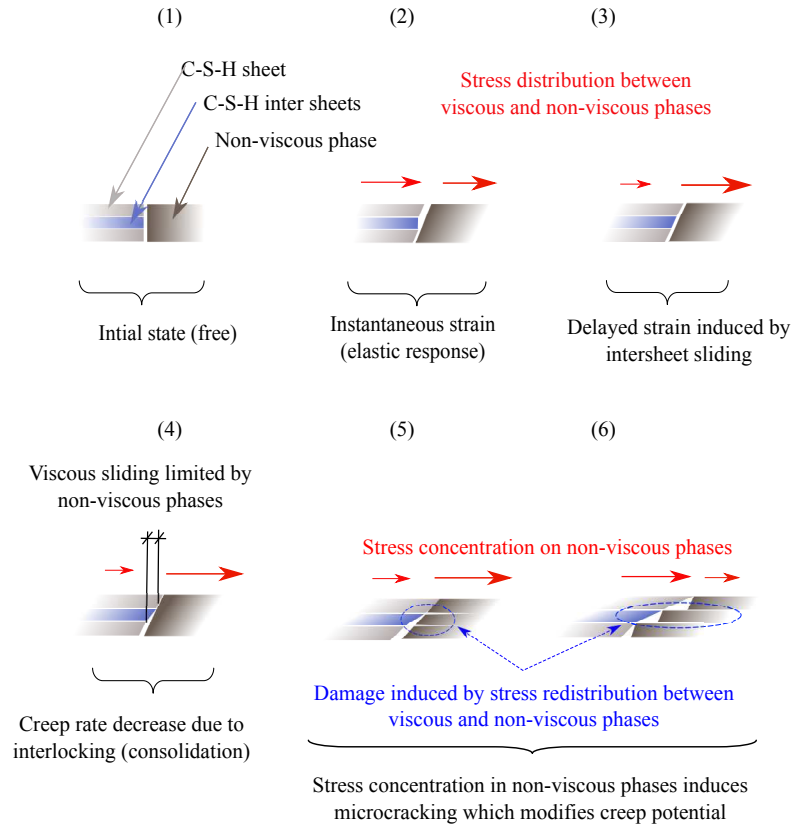 (1)
(2)
(3)
C-S-H sheet
C-S-H inter sheets
Non-viscous phase
Stress distribution between
viscous and non-viscous phases
Intial state (free)
Instantaneous strain
(elastic response)
Delayed strain induced by
intersheet sliding
(4)
(5)
(6)
Viscous sliding limited by
non-viscous phases
Stress concentration on non-viscous phases
Creep rate decrease due to
interlocking (consolidation)
Damage induced by stress redistribution between
viscous and non-viscous phases
Stress concentration in non-viscous phases induces
microcracking which modifies creep potential